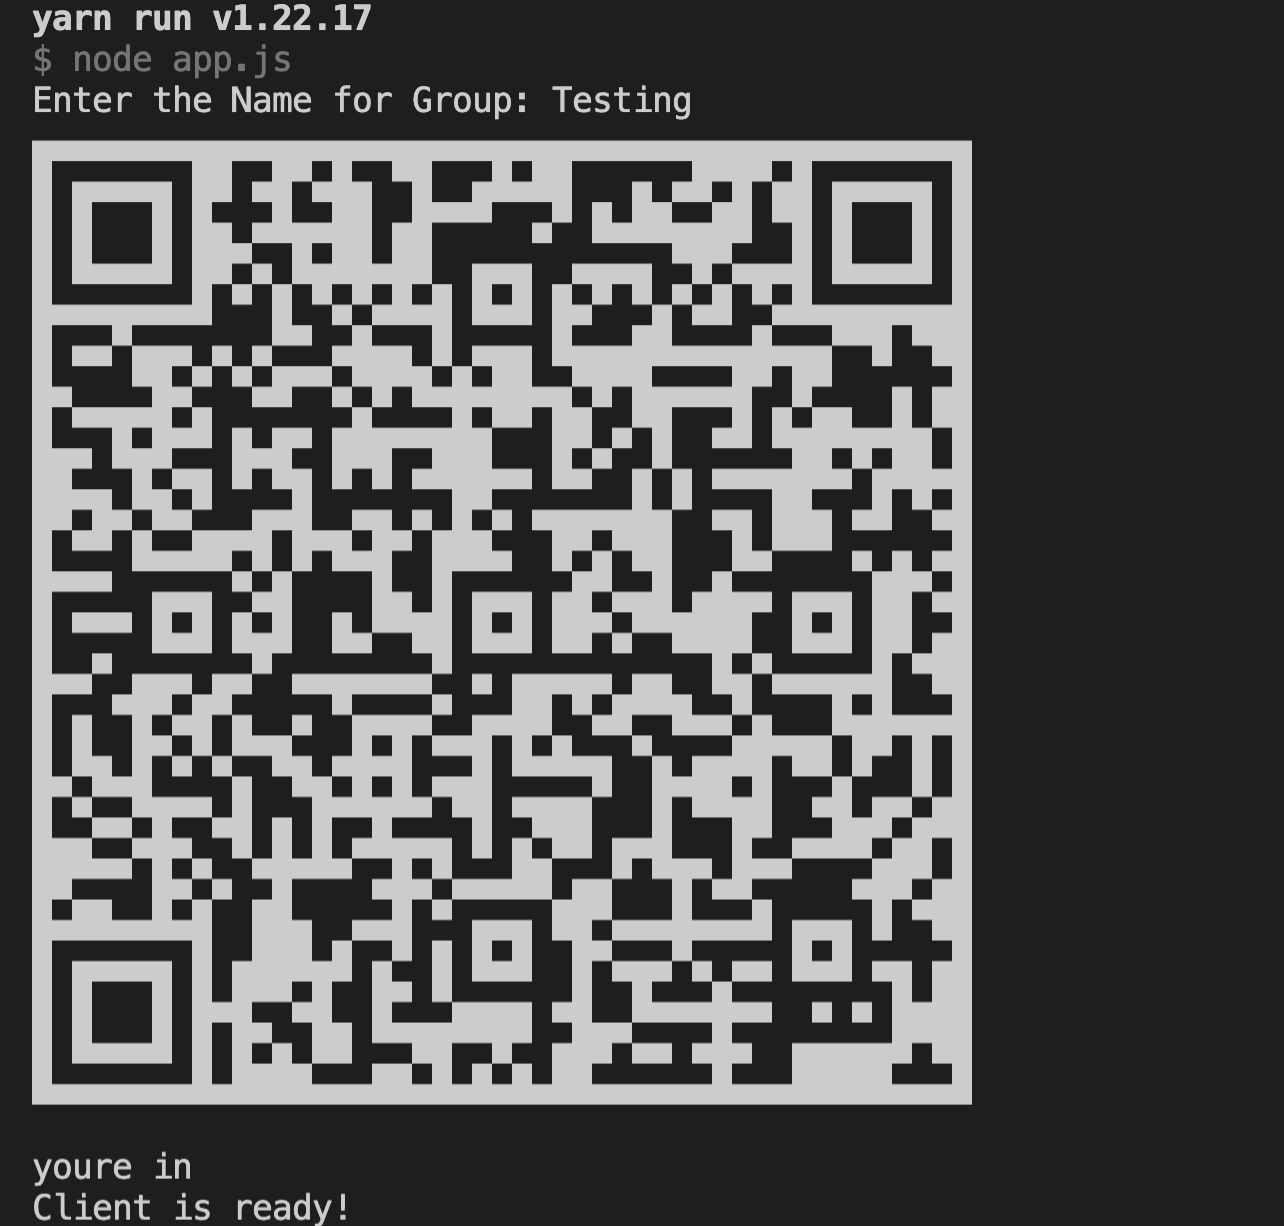 yarn run v1.22.17
$ node app.js
Enter the Name for Group: Testing
youre in
Client is ready!